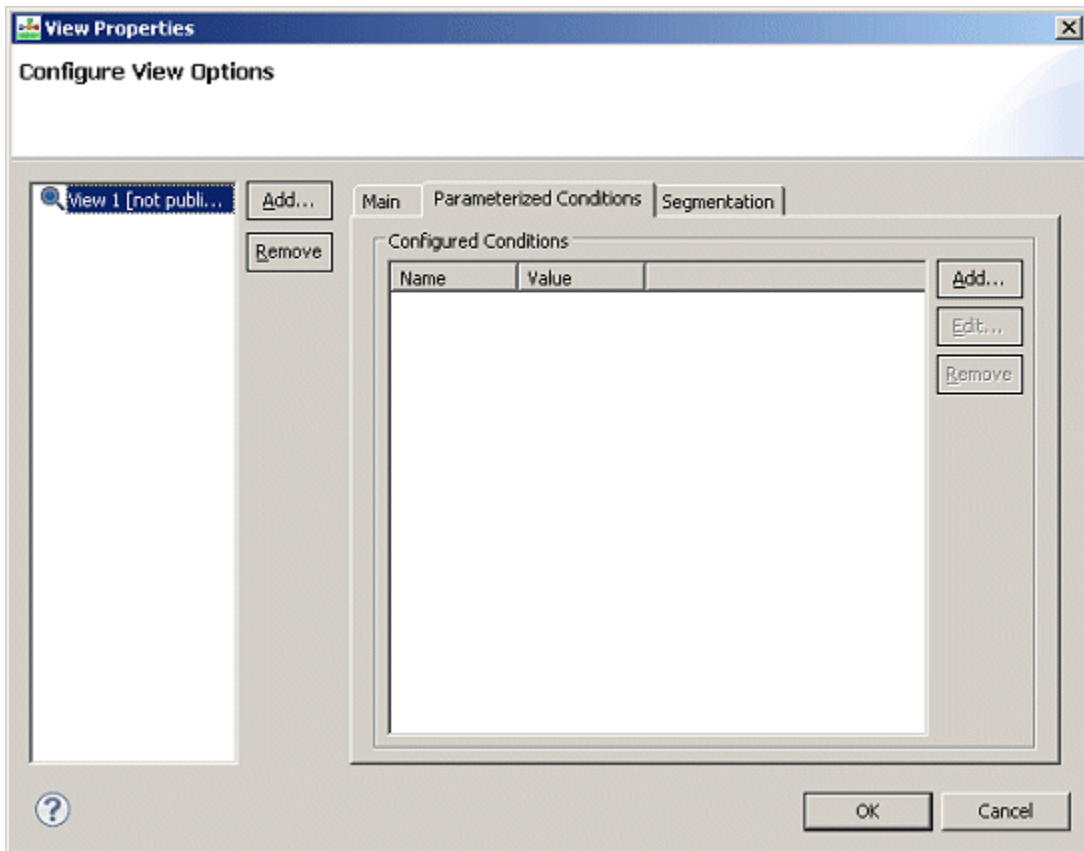 View Properties
Configure View Options
View 1 [not publi...
Add...
Remove
Main
Parameterized Conditions
Segmentation
Configured Conditions
Name
Value
Add...
Edit...
Remove
?
OK
Cancel